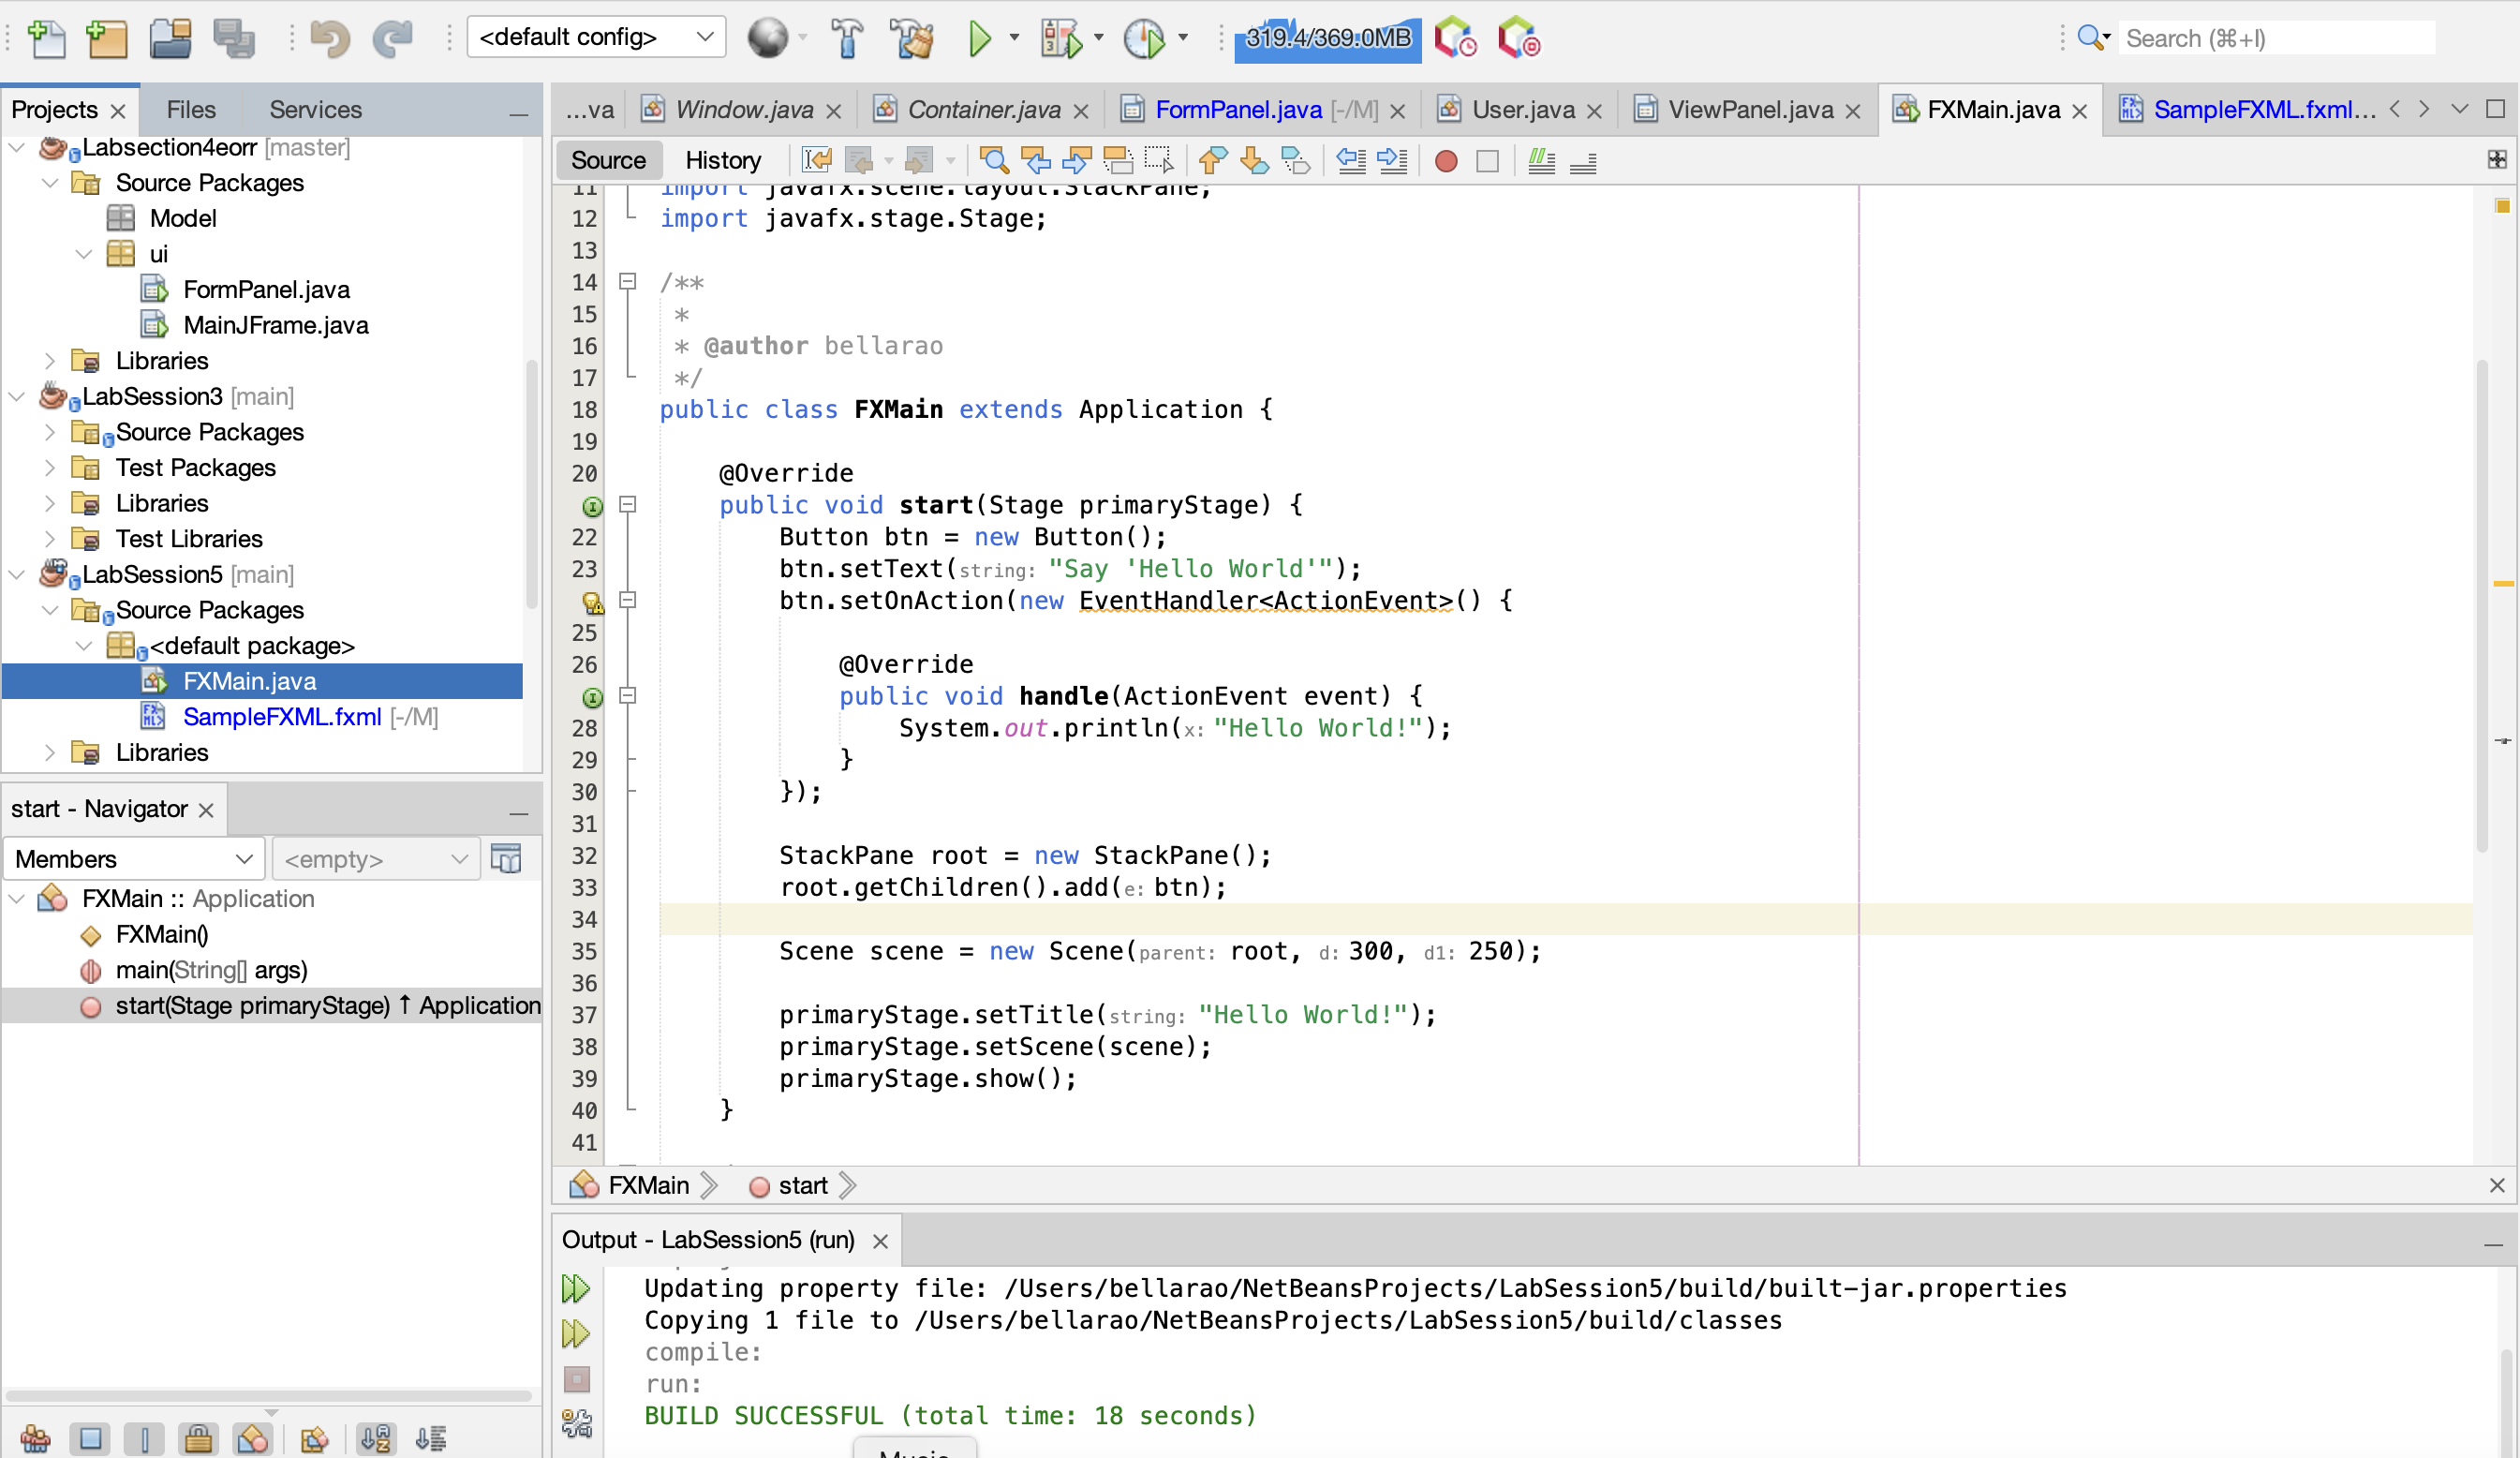 <default config>
319.4/369.0MB
Search (⌘+I)
Projects
Files
Services
Labsection4eorr [master]
Source Packages
Model
ui
FormPanel.java
MainJFrame.java
Libraries
LabSession3 [main]
Source Packages
Test Packages
Libraries
Test Libraries
LabSession5 [main]
Source Packages
<default package>
FXMain.java
SampleFXML.fxml [-/M]
Libraries
start - Navigator
Members
<empty>
FXMain :: Application
FXMain()
main(String[] args)
start(Stage primaryStage) ↑ Application
...va
Window.java
Container.java
FormPanel.java [-/M]
User.java
ViewPanel.java
FXMain.java
SampleFXML.fxml...
Source
History
11 import javafx.scene.layout.StackPane;
12 import javafx.stage.Stage;
13
14 /**
15 *
16 * @author bellarao
17 */
18 public class FXMain extends Application {
19
20 @Override
public void start(Stage primaryStage) {
22 Button btn = new Button();
23 btn.setText(string: "Say 'Hello World'");
btn.setOnAction(new EventHandler<ActionEvent>() {
25
26 @Override
public void handle(ActionEvent event) {
28 System.out.println(x: "Hello World!");
29 }
30 });
31
32 StackPane root = new StackPane();
33 root.getChildren().add(e: btn);
34
35 Scene scene = new Scene(parent: root, d: 300, d1: 250);
36
37 primaryStage.setTitle(string: "Hello World!");
38 primaryStage.setScene(scene);
39 primaryStage.show();
40 }
41
FXMain
start
Output - LabSession5 (run)
Updating property file: /Users/bellarao/NetBeansProjects/LabSession5/build/built-jar.properties
Copying 1 file to /Users/bellarao/NetBeansProjects/LabSession5/build/classes
compile:
run:
BUILD SUCCESSFUL (total time: 18 seconds)
Music